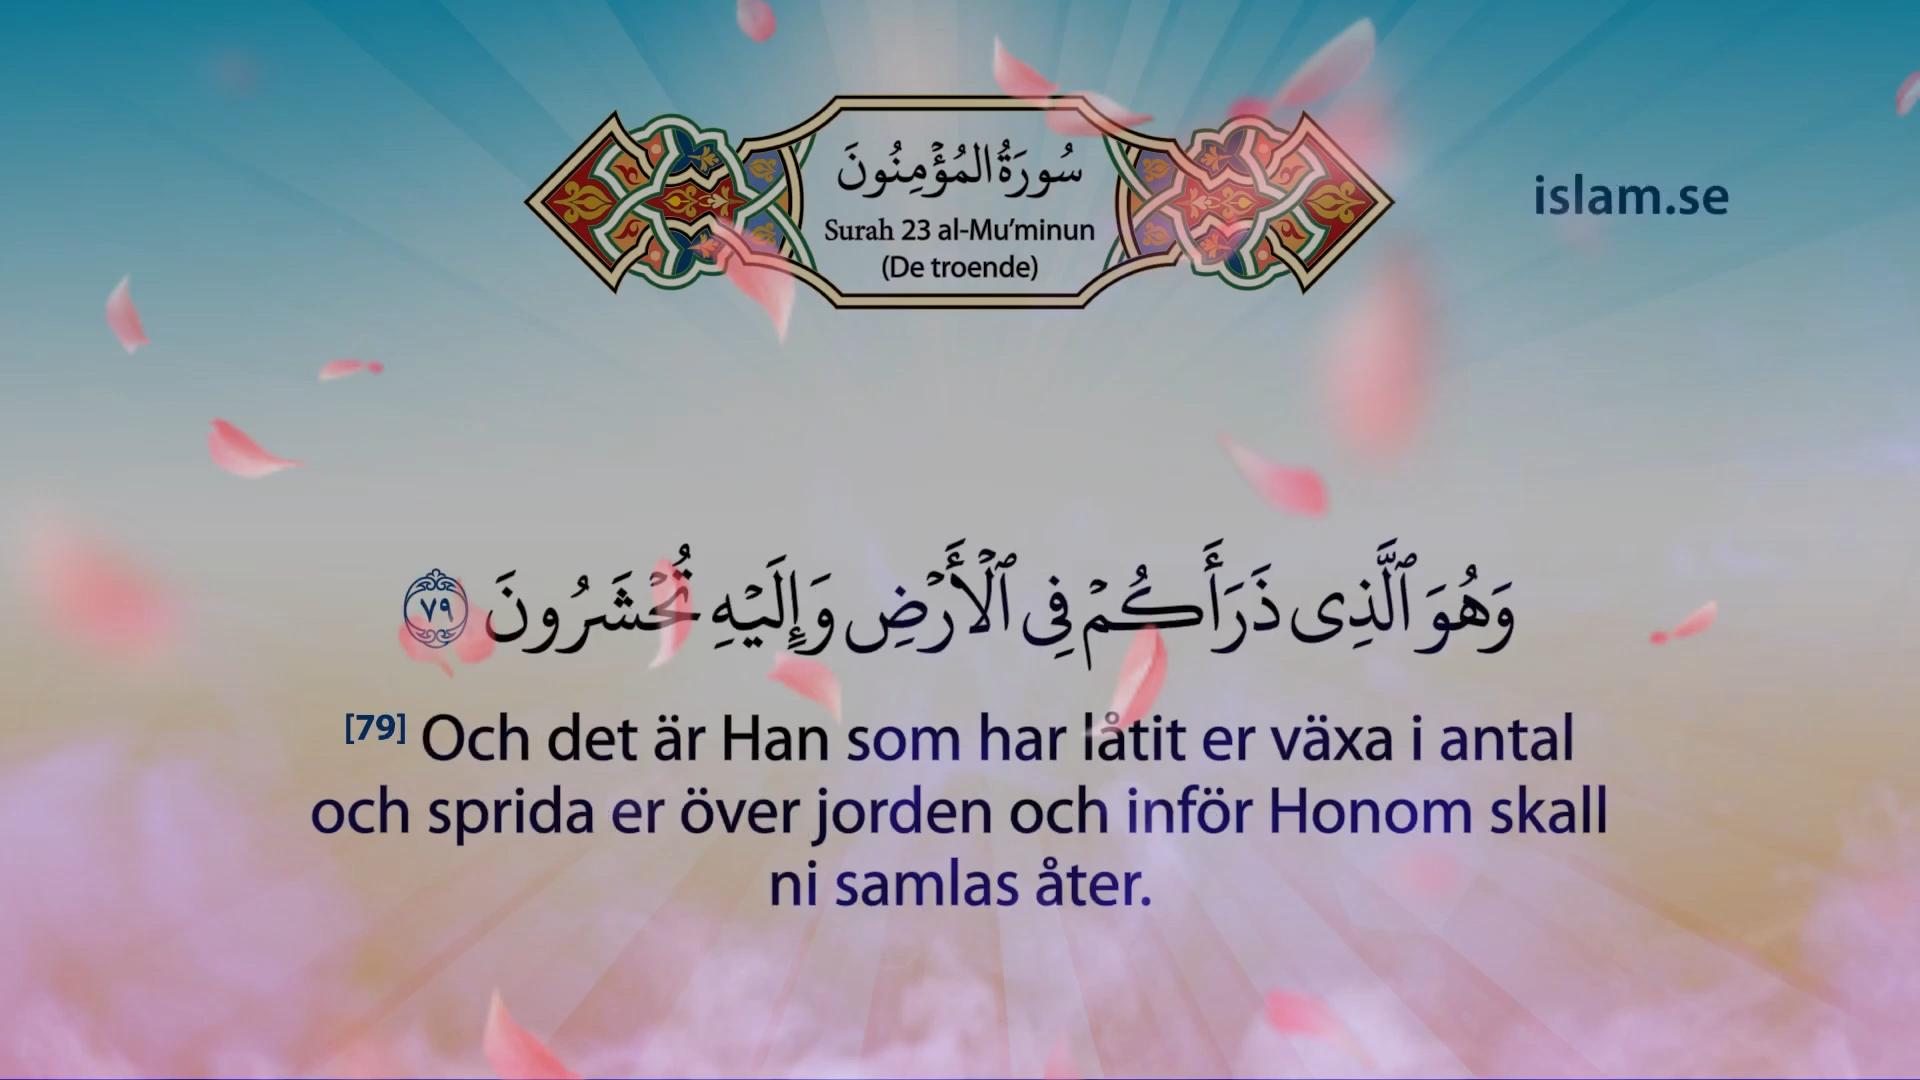 سُورَةُ المُؤْمِنُونَ
Surah 23 al-Mu’minun
(De troende)
islam.se
وَهُوَ ٱلَّذِى ذَرَأَكُمْ فِى ٱلْأَرْضِ وَإِلَيْهِ تُحْشَرُونَ ٧٩
[79] Och det är Han som har låtit er växa i antal
och sprida er över jorden och inför Honom skall
ni samlas åter.